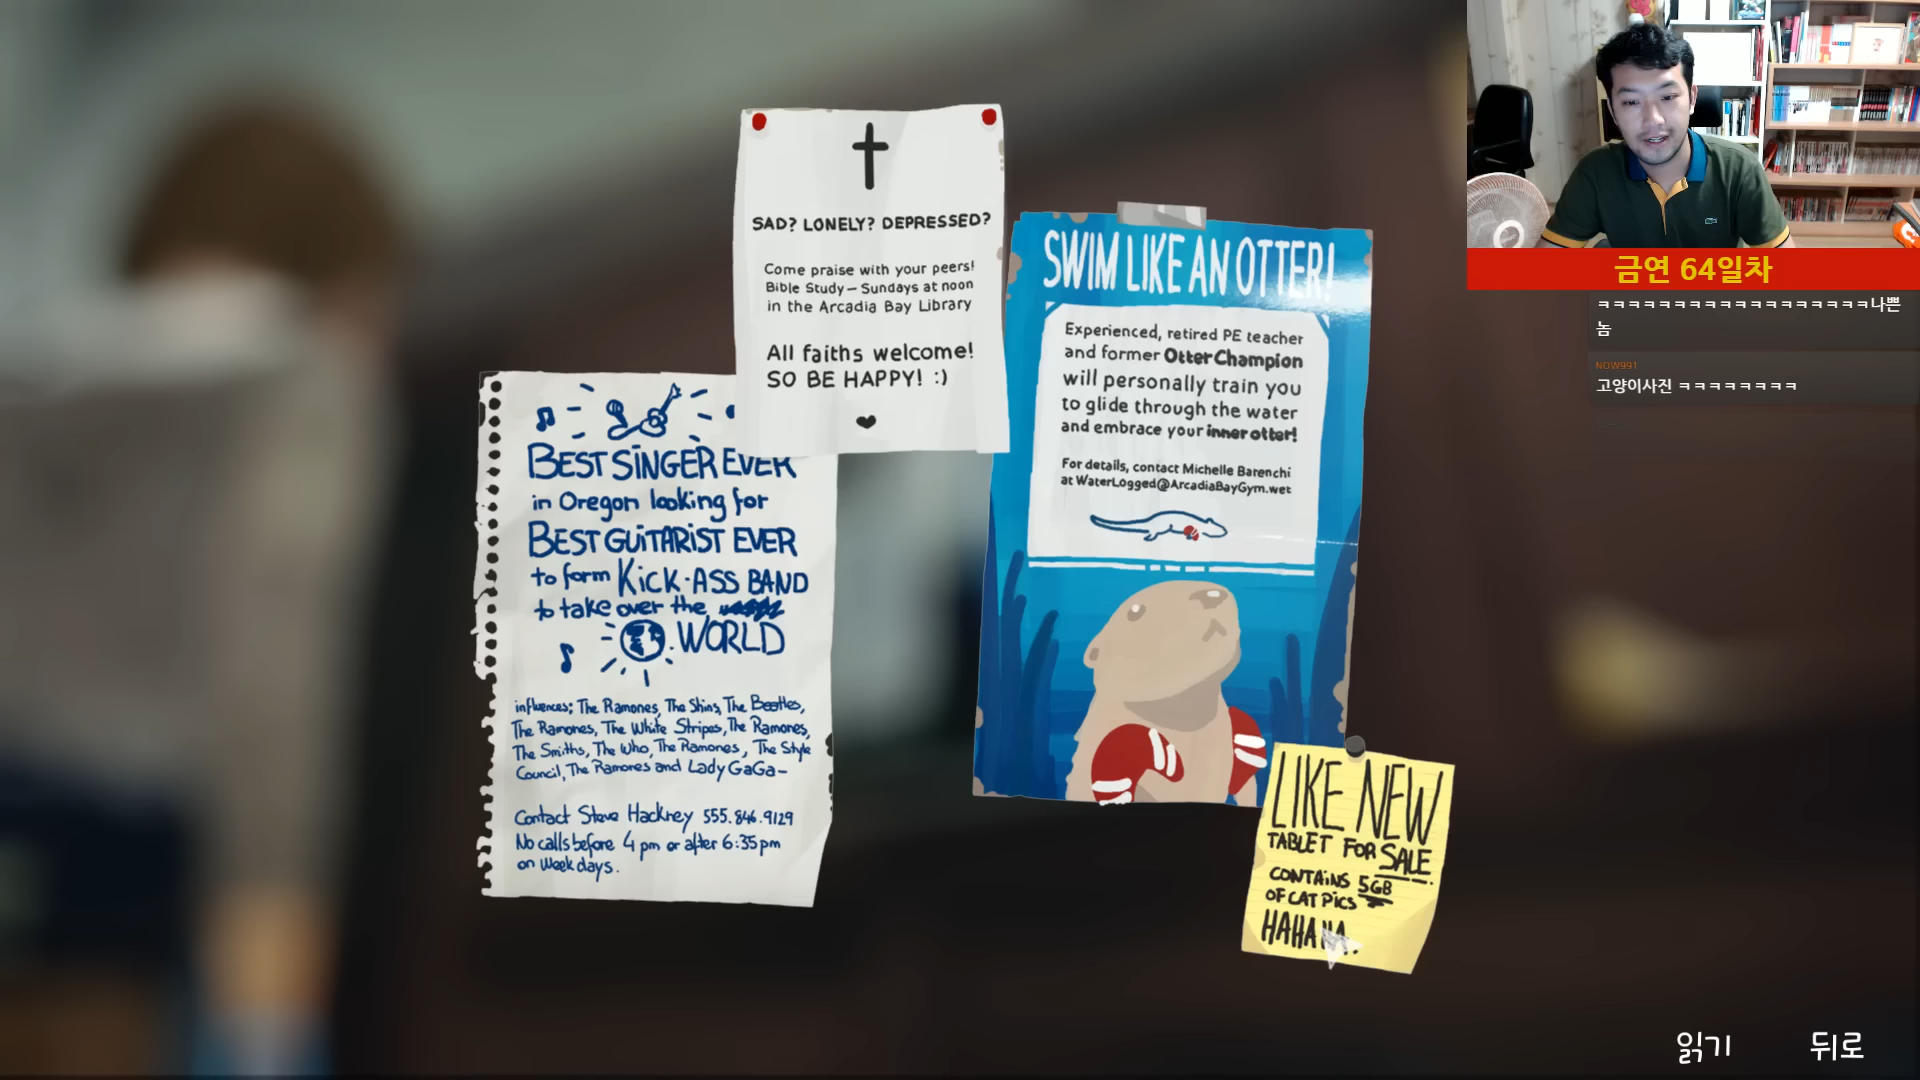 SAD? LONELY? DEPRESSED?
Come praise with your peers!
Bible Study – Sundays at noon
in the Arcadia Bay Library
All faiths welcome!
SO BE HAPPY! :)
BEST SINGER EVER
in Oregon looking for
BEST GUITARIST EVER
to form KICK-ASS BAND
to take over the
WORLD
influences: The Ramones, The Shins, The Beatles,
The Ramones, The White Stripes, The Ramones,
The Smiths, The Who, The Ramones, The Style
Council, The Ramones and Lady GaGa–
Contact Steve Hackney 555.846.9129
No calls before 4 pm or after 6:35pm
on weekdays.
SWIM LIKE AN OTTER!
Experienced, retired PE teacher
and former Otter Champion
will personally train you
to glide through the water
and embrace your inner otter!
For details, contact Michelle Barenchi
at WaterLogged@ArcadiaBayGym.wet
LIKE NEW
TABLET FOR SALE
CONTAINS 5GB
OF CAT PICS
HAHAHA.
금연 64일차
ㅋㅋㅋㅋㅋㅋㅋㅋㅋㅋㅋㅋㅋㅋㅋㅋㅋㅋ나쁜
놈
NOW991
고양이사진 ㅋㅋㅋㅋㅋㅋㅋㅋ
읽기 뒤로